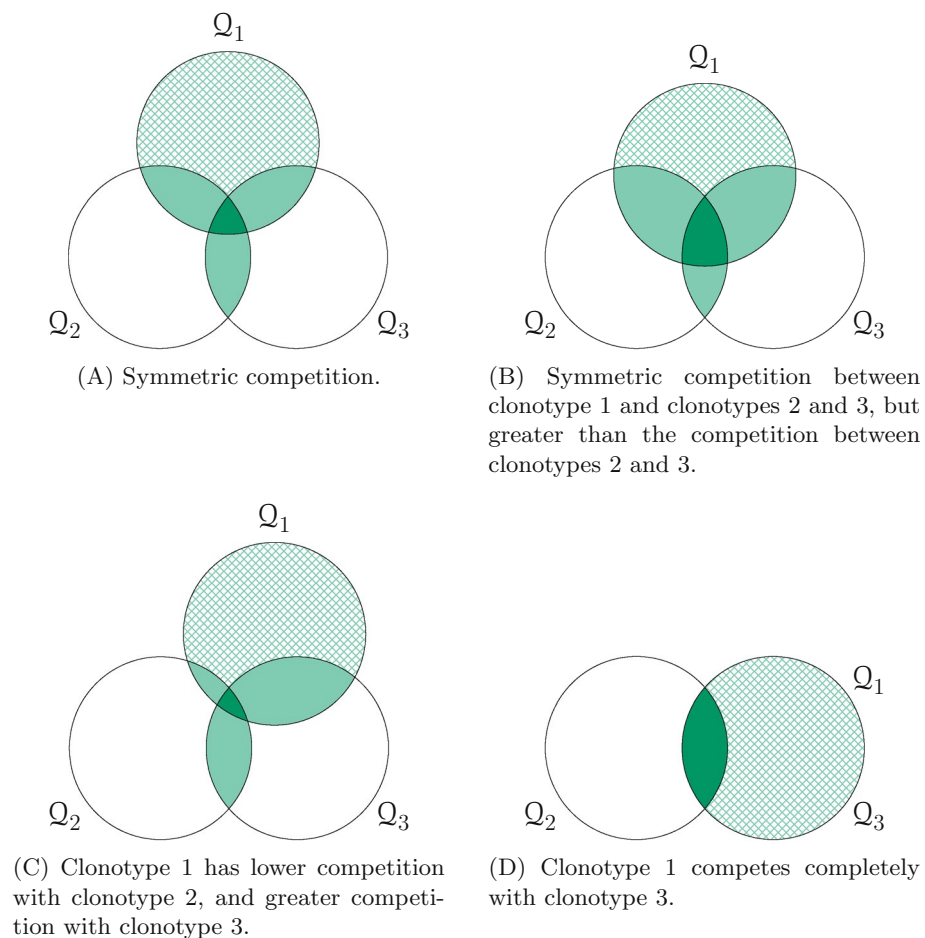 𝒬1
𝒬2
𝒬3
(A) Symmetric competition.
𝒬1
𝒬2
𝒬3
(B) Symmetric competition between
clonotype 1 and clonotypes 2 and 3, but
greater than the competition between
clonotypes 2 and 3.
𝒬1
𝒬2
𝒬3
(C) Clonotype 1 has lower competition
with clonotype 2, and greater competi-
tion with clonotype 3.
𝒬1
𝒬2
𝒬3
(D) Clonotype 1 competes completely
with clonotype 3.